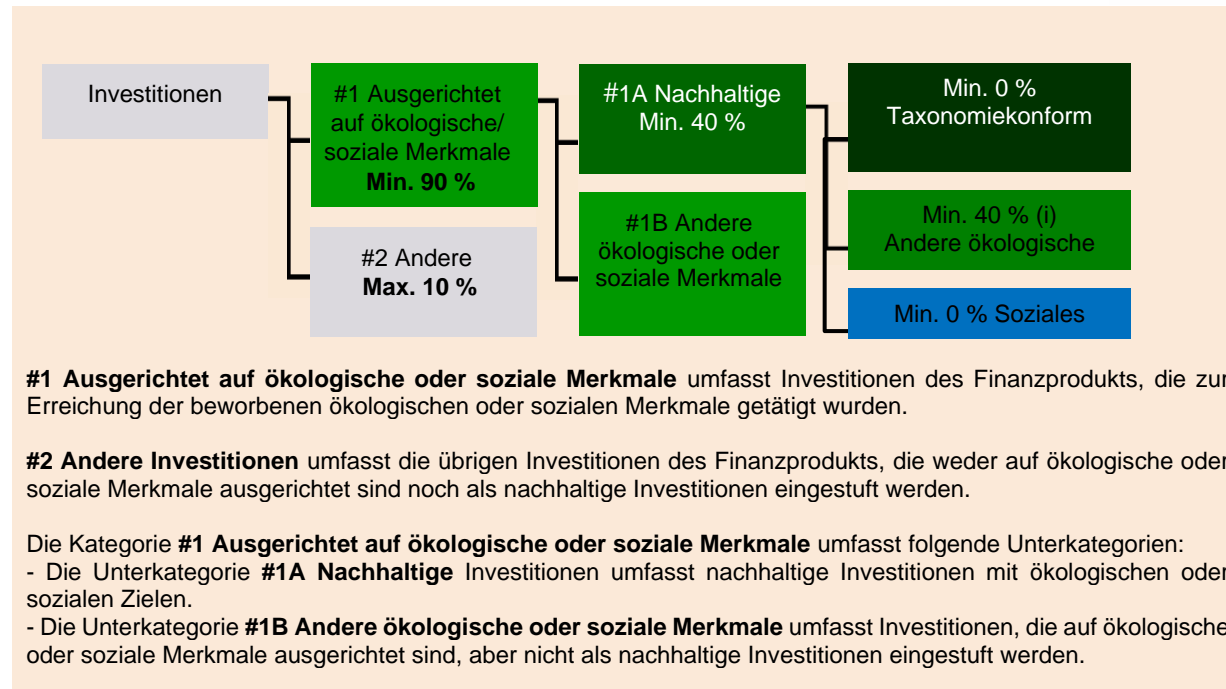 Investitionen
#1 Ausgerichtet
auf ökologische/
soziale Merkmale
Min. 90 %
#2 Andere
Max. 10 %
#1A Nachhaltige
Min. 40 %
#1B Andere
ökologische oder
soziale Merkmale
Min. 0 %
Taxonomiekonform
Min. 40 % (i)
Andere ökologische
Min. 0 % Soziales
#1 Ausgerichtet auf ökologische oder soziale Merkmale umfasst Investitionen des Finanzprodukts, die zur
Erreichung der beworbenen ökologischen oder sozialen Merkmale getätigt wurden.
#2 Andere Investitionen umfasst die übrigen Investitionen des Finanzprodukts, die weder auf ökologische oder
soziale Merkmale ausgerichtet sind noch als nachhaltige Investitionen eingestuft werden.
Die Kategorie #1 Ausgerichtet auf ökologische oder soziale Merkmale umfasst folgende Unterkategorien:
- Die Unterkategorie #1A Nachhaltige Investitionen umfasst nachhaltige Investitionen mit ökologischen oder
sozialen Zielen.
- Die Unterkategorie #1B Andere ökologische oder soziale Merkmale umfasst Investitionen, die auf ökologische
oder soziale Merkmale ausgerichtet sind, aber nicht als nachhaltige Investitionen eingestuft werden.